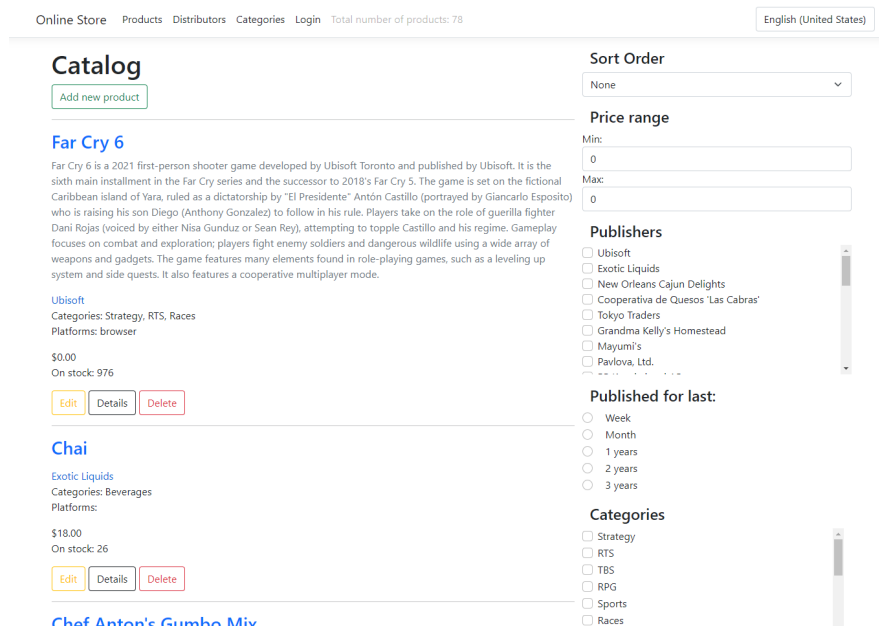 Online Store Products Distributors Categories Login Total number of products: 78 English (United States)
Catalog
Add new product
Far Cry 6
Far Cry 6 is a 2021 first-person shooter game developed by Ubisoft Toronto and published by Ubisoft. It is the
sixth main installment in the Far Cry series and the successor to 2018's Far Cry 5. The game is set on the fictional
Caribbean island of Yara, ruled as a dictatorship by "El Presidente" Antón Castillo (portrayed by Giancarlo Esposito)
who is raising his son Diego (Anthony Gonzalez) to follow in his rule. Players take on the role of guerilla fighter
Dani Rojas (voiced by either Nisa Gunduz or Sean Rey), attempting to topple Castillo and his regime. Gameplay
focuses on combat and exploration; players fight enemy soldiers and dangerous wildlife using a wide array of
weapons and gadgets. The game features many elements found in role-playing games, such as a leveling up
system and side quests. It also features a cooperative multiplayer mode.
Ubisoft
Categories: Strategy, RTS, Races
Platforms: browser
$0.00
On stock: 976
Edit Details Delete
Chai
Exotic Liquids
Categories: Beverages
Platforms:
$18.00
On stock: 26
Edit Details Delete
Chef Anton's Gumbo Mix
Sort Order
None
Price range
Min:
0
Max:
0
Publishers
Ubisoft
Exotic Liquids
New Orleans Cajun Delights
Cooperativa de Quesos 'Las Cabras'
Tokyo Traders
Grandma Kelly's Homestead
Mayumi's
Pavlova, Ltd.
Published for last:
Week
Month
1 years
2 years
3 years
Categories
Strategy
RTS
TBS
RPG
Sports
Races